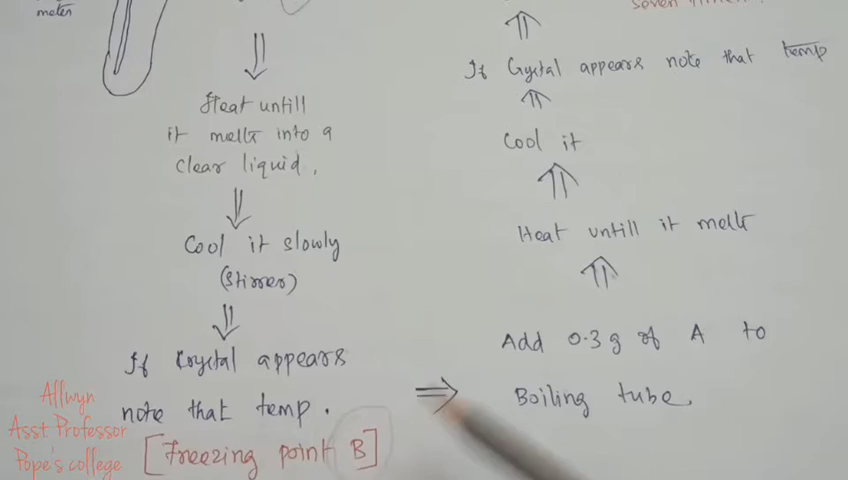 meter
Heat untill
it melts into a
clear liquid.
Cool it slowly
(Stirrer)
If Crystal appears
note that temp.
[Freezing point B]
Allwyn
Asst Professor
Pope's college
If Crystal appears note that temp
Cool it
Heat untill it melts
Add 0.3g of A to
Boiling tube